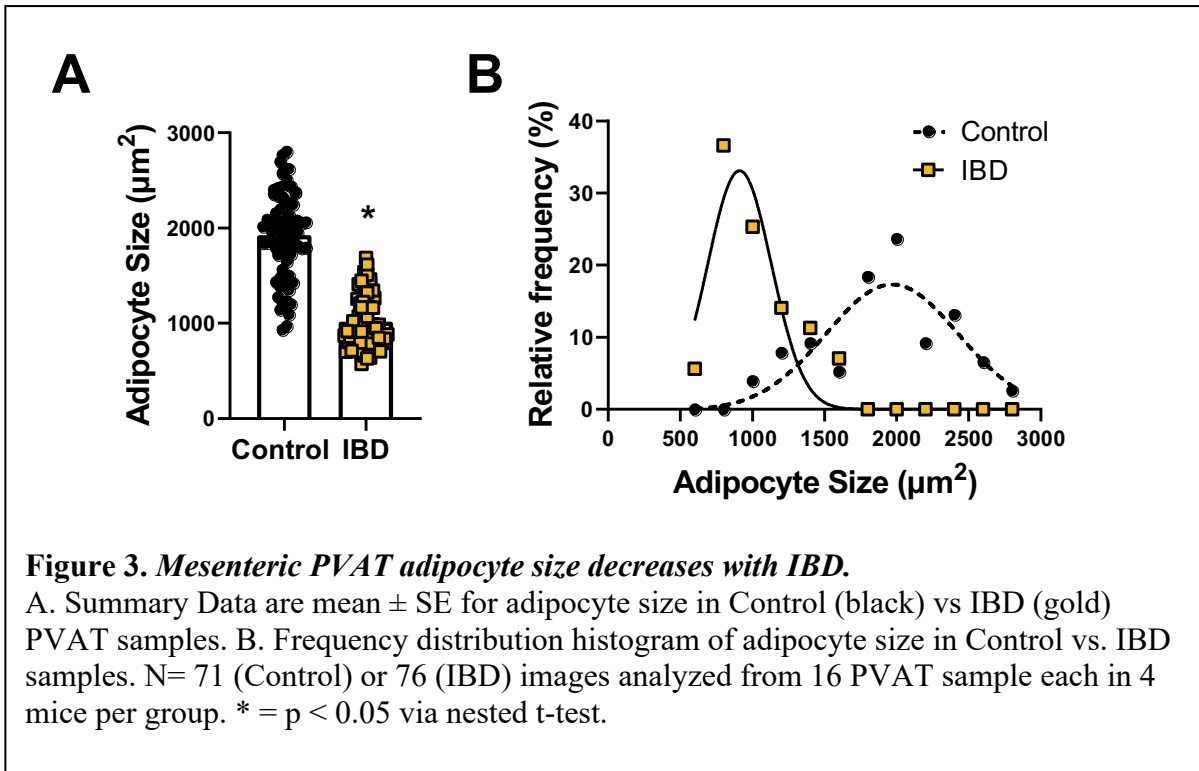 A
B
Adipocyte Size (µm²)
3000
2000
1000
0
*
Control IBD
Relative frequency (%)
40
30
20
10
0
Control
IBD
0 500 1000 1500 2000 2500 3000
Adipocyte Size (µm²)
Figure 3. Mesenteric PVAT adipocyte size decreases with IBD.
A. Summary Data are mean ± SE for adipocyte size in Control (black) vs IBD (gold)
PVAT samples. B. Frequency distribution histogram of adipocyte size in Control vs. IBD
samples. N= 71 (Control) or 76 (IBD) images analyzed from 16 PVAT sample each in 4
mice per group. * = p < 0.05 via nested t-test.